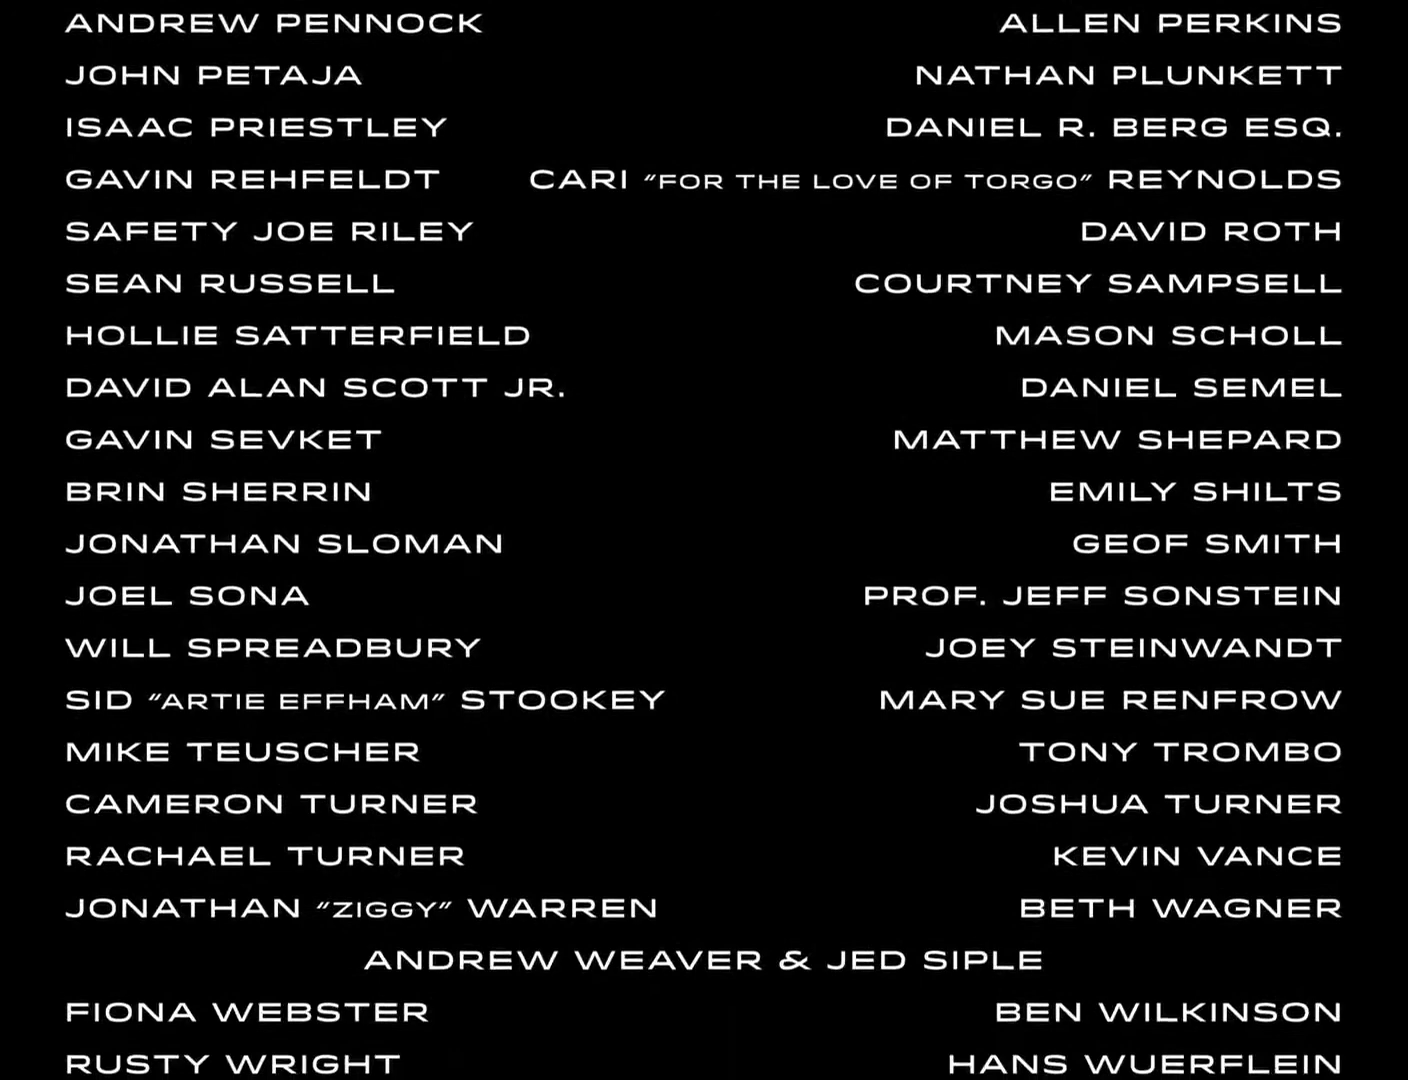 ANDREW PENNOCK ALLEN PERKINS
JOHN PETAJA NATHAN PLUNKETT
ISAAC PRIESTLEY DANIEL R. BERG ESQ.
GAVIN REHFELDT CARI "FOR THE LOVE OF TORGO" REYNOLDS
SAFETY JOE RILEY DAVID ROTH
SEAN RUSSELL COURTNEY SAMPSELL
HOLLIE SATTERFIELD MASON SCHOLL
DAVID ALAN SCOTT JR. DANIEL SEMEL
GAVIN SEVKET MATTHEW SHEPARD
BRIN SHERRIN EMILY SHILTS
JONATHAN SLOMAN GEOF SMITH
JOEL SONA PROF. JEFF SONSTEIN
WILL SPREADBURY JOEY STEINWANDT
SID "ARTIE EFFHAM" STOOKEY MARY SUE RENFROW
MIKE TEUSCHER TONY TROMBO
CAMERON TURNER JOSHUA TURNER
RACHAEL TURNER KEVIN VANCE
JONATHAN "ZIGGY" WARREN BETH WAGNER
ANDREW WEAVER & JED SIPLE
FIONA WEBSTER BEN WILKINSON
RUSTY WRIGHT HANS WUERFLEIN